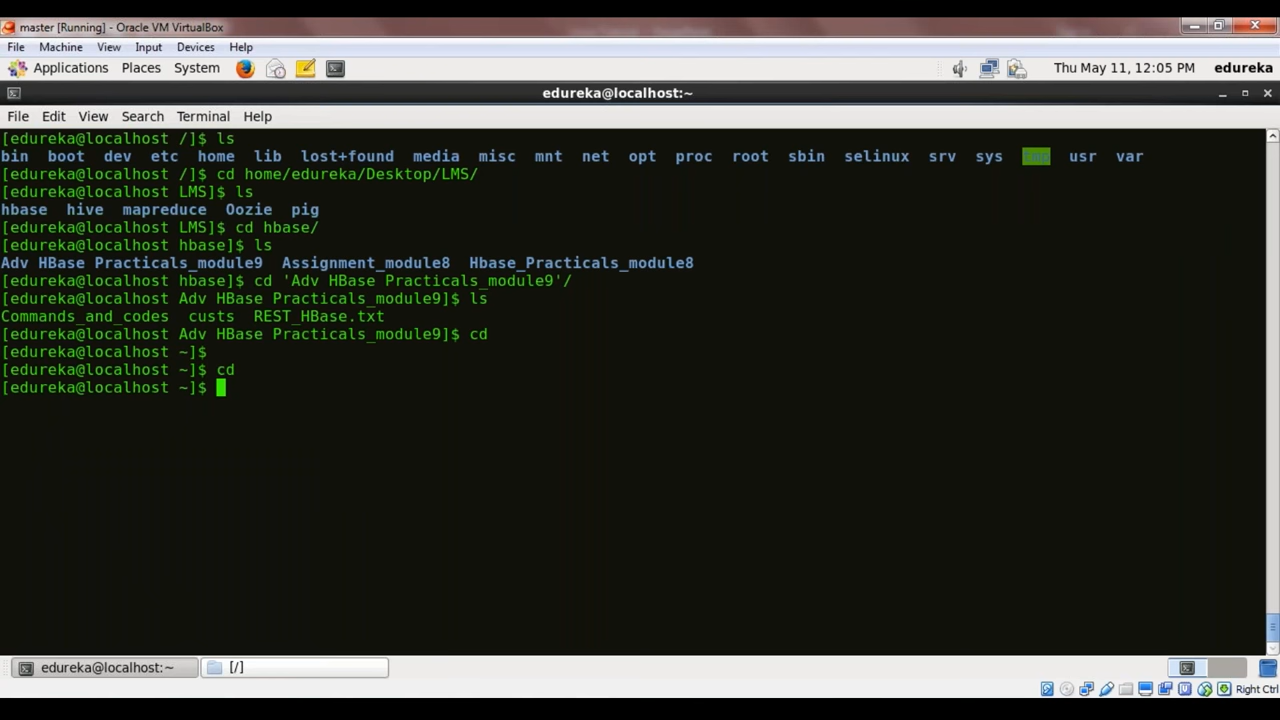 master [Running] - Oracle VM VirtualBox
File Machine View Input Devices Help
Applications Places System Thu May 11, 12:05 PM edureka
edureka@localhost:~
File Edit View Search Terminal Help
[edureka@localhost /]$ ls
bin boot dev etc home lib lost+found media misc mnt net opt proc root sbin selinux srv sys tmp usr var
[edureka@localhost /]$ cd home/edureka/Desktop/LMS/
[edureka@localhost LMS]$ ls
hbase hive mapreduce Oozie pig
[edureka@localhost LMS]$ cd hbase/
[edureka@localhost hbase]$ ls
Adv HBase Practicals_module9 Assignment_module8 Hbase_Practicals_module8
[edureka@localhost hbase]$ cd 'Adv HBase Practicals_module9'/
[edureka@localhost Adv HBase Practicals_module9]$ ls
Commands_and_codes custs REST_HBase.txt
[edureka@localhost Adv HBase Practicals_module9]$ cd
[edureka@localhost ~]$
[edureka@localhost ~]$ cd
[edureka@localhost ~]$
edureka@localhost:~ [/]
Right Ctrl